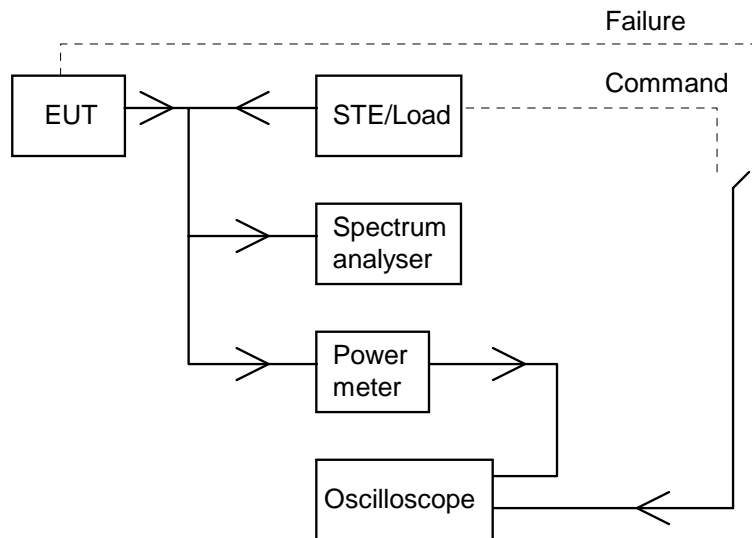 Failure
Command
EUT
STE/Load
Spectrum
analyser
Power
meter
Oscilloscope